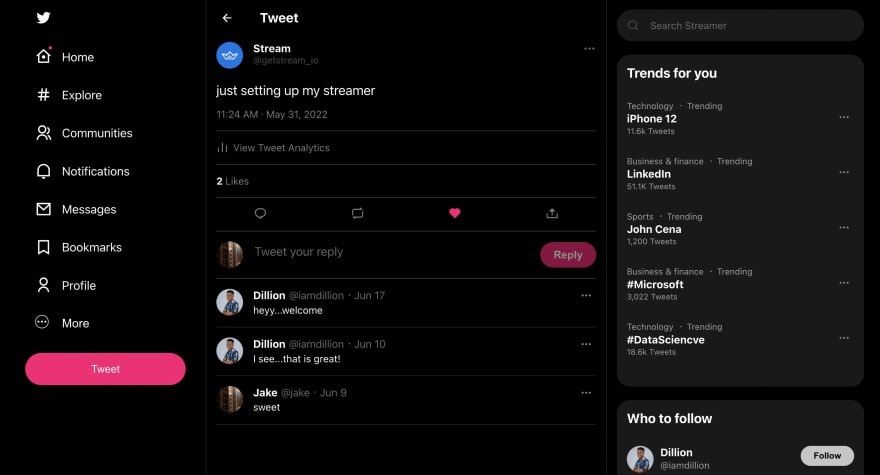 Home
Explore
Communities
Notifications
Messages
Bookmarks
Profile
More
Tweet
Tweet
Stream
@getstream_io
just setting up my streamer
11:24 AM · May 31, 2022
View Tweet Analytics
2 Likes
Tweet your reply
Reply
Dillion @iamdillion · Jun 17
heyy...welcome
Dillion @iamdillion · Jun 10
I see...that is great!
Jake @jake · Jun 9
sweet
Search Streamer
Trends for you
Technology · Trending
iPhone 12
11.6k Tweets
Business & finance · Trending
LinkedIn
51.1K Tweets
Sports · Trending
John Cena
1,200 Tweets
Business & finance · Trending
#Microsoft
3,022 Tweets
Technology · Trending
#DataSciencve
18.6k Tweets
Who to follow
Dillion
@iamdillion
Follow